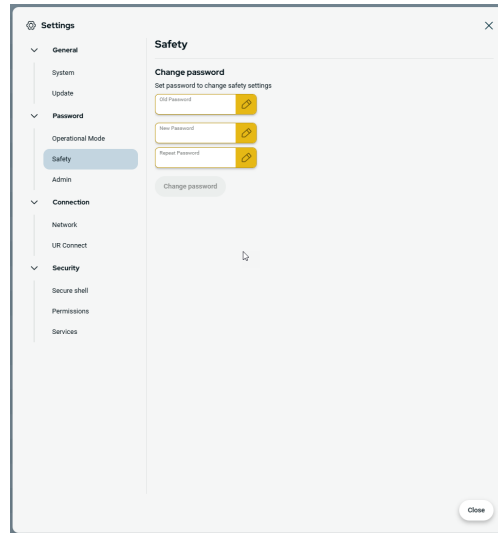 Settings
General
System
Update
Password
Operational Mode
Safety
Admin
Connection
Network
UR Connect
Security
Secure shell
Permissions
Services
Safety
Change password
Set password to change safety settings
Old Password
New Password
Repeat Password
Change password
Close